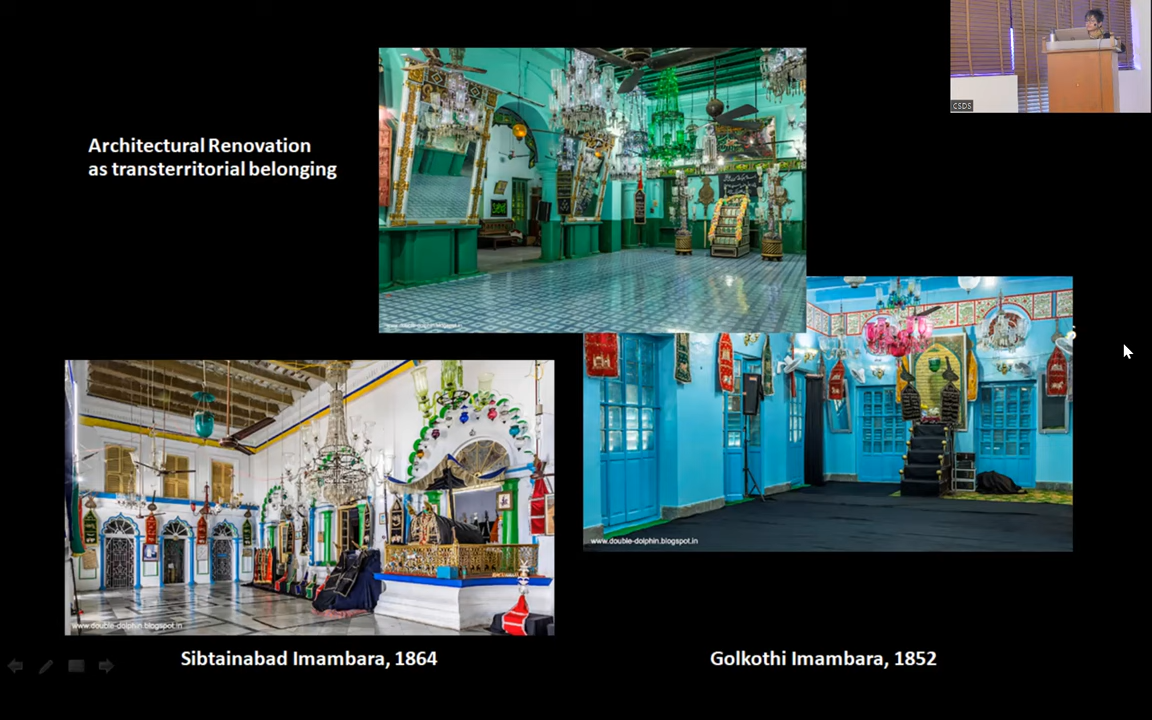 CSDS
Architectural Renovation
as transterritorial belonging
www.double-dolphin.blogspot.in
www.double-dolphin.blogspot.in
Sibtainabad Imambara, 1864
Golkothi Imambara, 1852